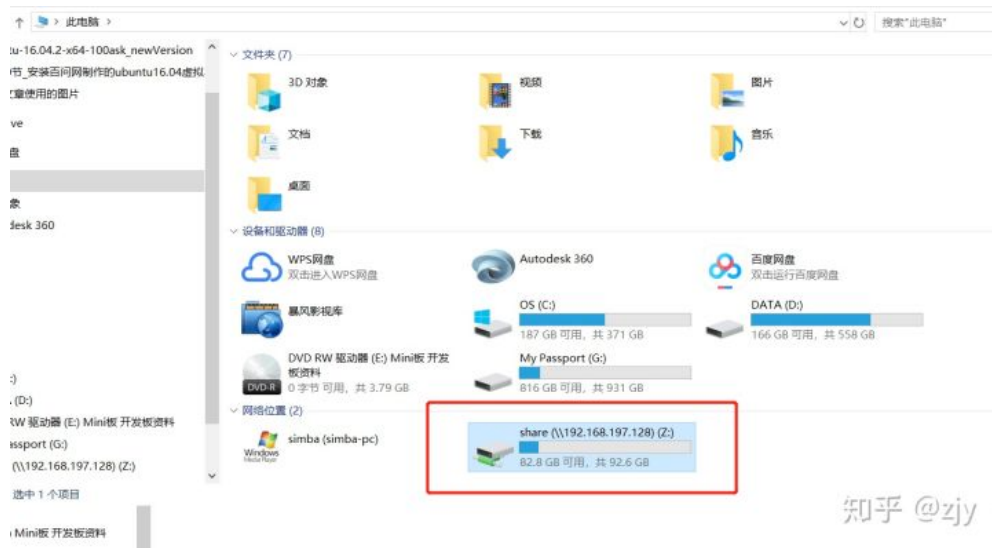 此电脑
搜索"此电脑"
tu-16.04.2-x64-100ask_newVersion
节_安装百问网制作的ubuntu16.04虚拟
章使用的图片
ve
盘
象
desk 360
:)
. (D:)
RW 驱动器 (E:) Mini板 开发板资料
assport (G:)
(\\192.168.197.128) (Z:)
选中 1 个项目
Mini板 开发板资料
文件夹 (7)
3D 对象
视频
图片
文档
下载
音乐
桌面
设备和驱动器 (8)
WPS网盘
双击进入WPS网盘
Autodesk 360
百度网盘
双击运行百度网盘
暴风影视库
OS (C:)
187 GB 可用，共 371 GB
DATA (D:)
166 GB 可用，共 558 GB
DVD-R
DVD RW 驱动器 (E:) Mini板 开发
板资料
0 字节 可用，共 3.79 GB
My Passport (G:)
816 GB 可用，共 931 GB
网络位置 (2)
Windows
Media Player
simba (simba-pc)
share (\\192.168.197.128) (Z:)
82.8 GB 可用，共 92.6 GB
知乎 @zjy